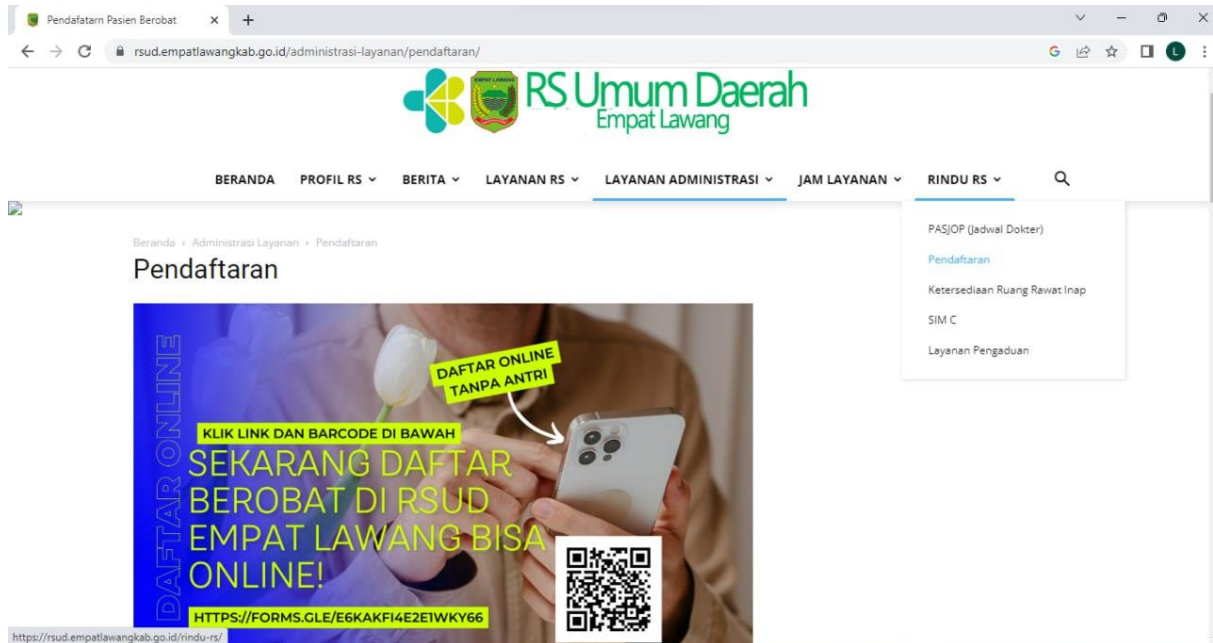 Pendafatarn Pasien Berobat
rsud.empatlawangkab.go.id/administrasi-layanan/pendaftaran/
G
L
EMPAT LAWANG
RS Umum Daerah
Empat Lawang
BERANDA PROFIL RS BERITA LAYANAN RS LAYANAN ADMINISTRASI JAM LAYANAN RINDU RS
PASJOP (Jadwal Dokter)
Pendaftaran
Ketersediaan Ruang Rawat Inap
SIM C
Layanan Pengaduan
Beranda › Administrasi Layanan › Pendaftaran
Pendaftaran
DAFTAR ONLINE
DAFTAR ONLINE
TANPA ANTRI
KLIK LINK DAN BARCODE DI BAWAH
SEKARANG DAFTAR
BEROBAT DI RSUD
EMPAT LAWANG BISA
ONLINE!
HTTPS://FORMS.GLE/E6KAKFI4E2E1WKY66
https://rsud.empatlawangkab.go.id/rindu-rs/